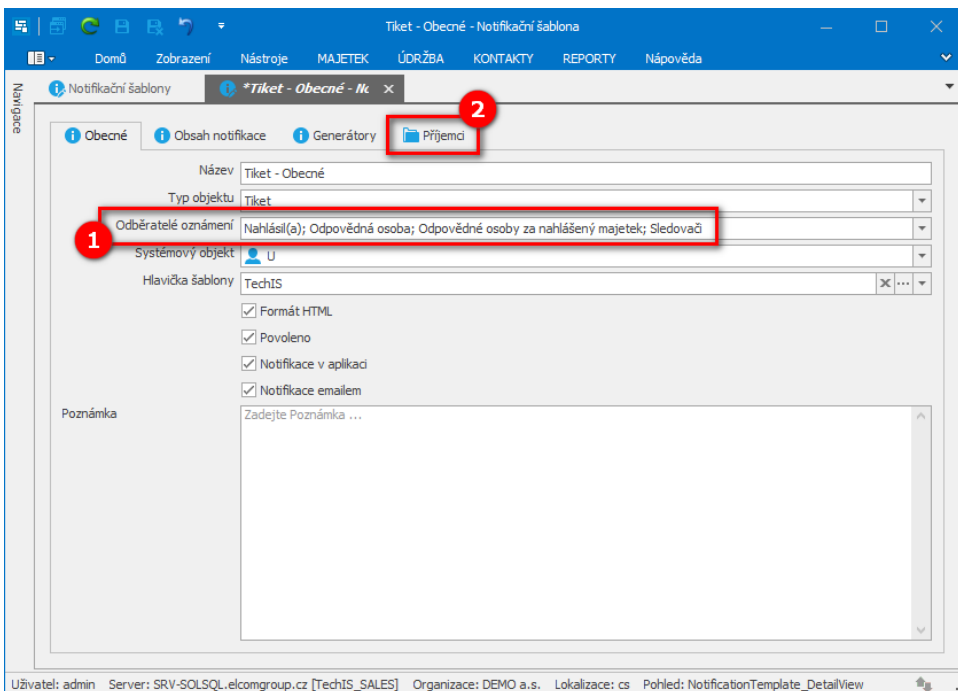 Tiket - Obecné - Notifikační šablona
Domů Zobrazení Nástroje MAJETEK ÚDRŽBA KONTAKTY REPORTY Nápověda
Navigace
Notifikační šablony *Tiket - Obecné - No
2
Obecné Obsah notifikace Generátory Příjemci
Název Tiket - Obecné
Typ objektu Tiket
1
Odběratelé oznámení Nahlásil(a); Odpovědná osoba; Odpovědné osoby za nahlášený majetek; Sledovači
Systémový objekt U
Hlavička šablony TechIS
Formát HTML
Povoleno
Notifikace v aplikaci
Notifikace emailem
Poznámka Zadejte Poznámka ...
Uživatel: admin Server: SRV-SOLSQL.elcomgroup.cz [TechIS_SALES] Organizace: DEMO a.s. Lokalizace: cs Pohled: NotificationTemplate_DetailView